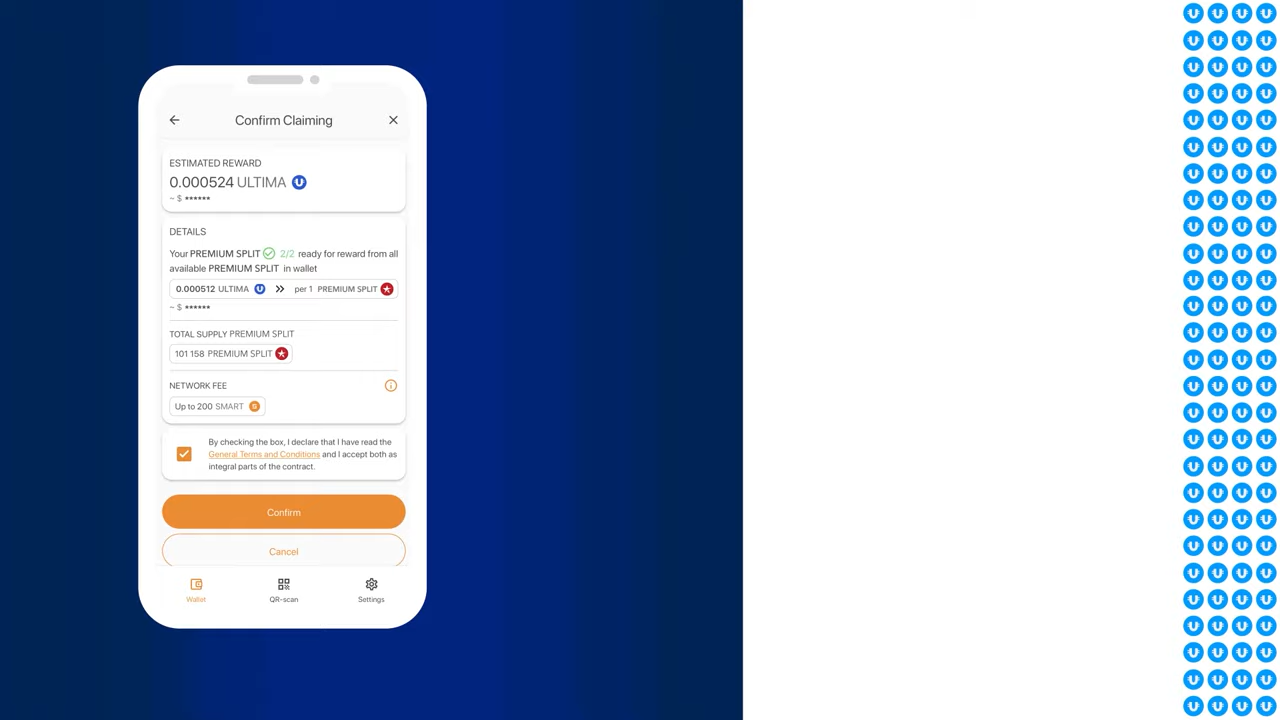 Confirm Claiming
ESTIMATED REWARD
0.000524 ULTIMA
~ $ ******
DETAILS
Your PREMIUM SPLIT 2/2 ready for reward from all
available PREMIUM SPLIT in wallet
0.000512 ULTIMA >> per 1 PREMIUM SPLIT
~ $ ******
TOTAL SUPPLY PREMIUM SPLIT
101 158 PREMIUM SPLIT
NETWORK FEE
Up to 200 SMART
By checking the box, I declare that I have read the
General Terms and Conditions and I accept both as
integral parts of the contract.
Confirm
Cancel
Wallet QR-scan Settings